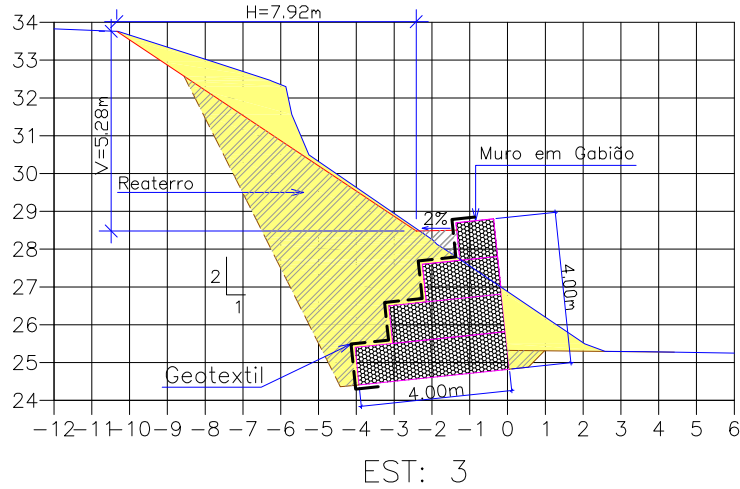 H=7.92m
34
33
32
31
30
29
28
27
26
25
24
V=5.28m
Muro em Gabião
Reaterro
2%
2
1
4.00m
Geotextil
4.00m
-12 -11 -10 -9 -8 -7 -6 -5 -4 -3 -2 -1 0 1 2 3 4 5 6
EST: 3